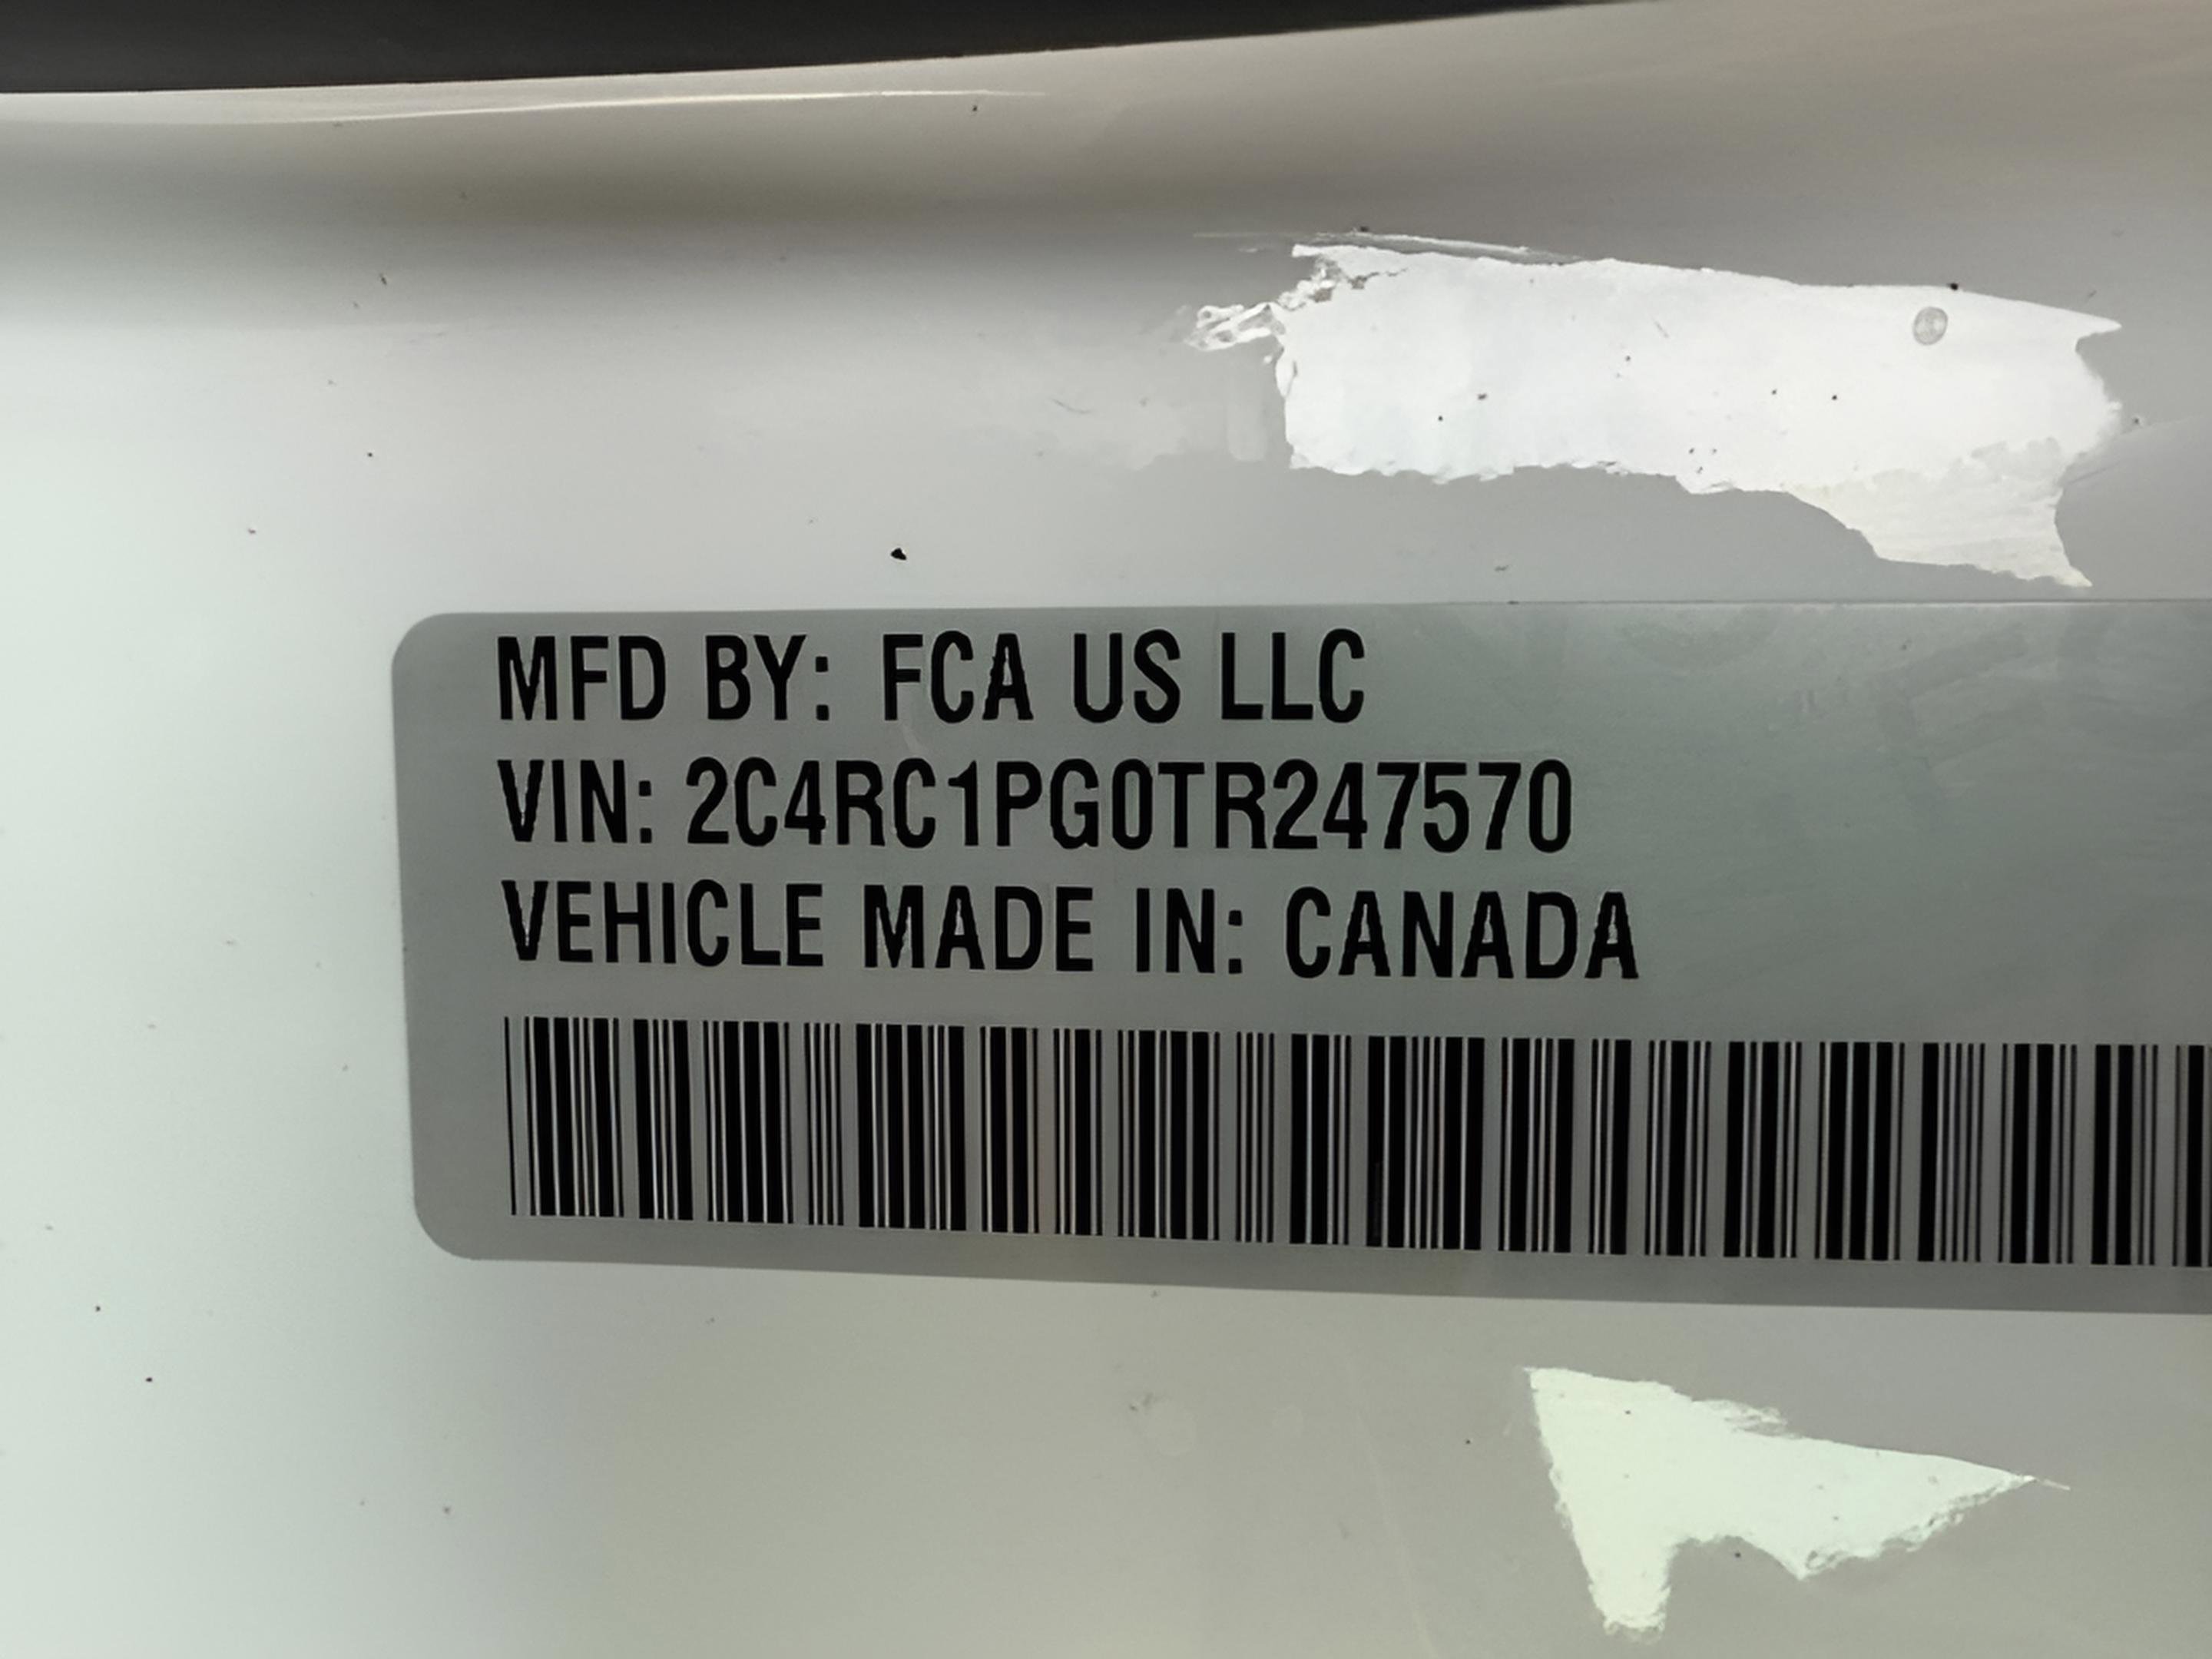 MFD BY: FCA US LLC
VIN: 2C4RC1PG0TR247570
VEHICLE MADE IN: CANADA